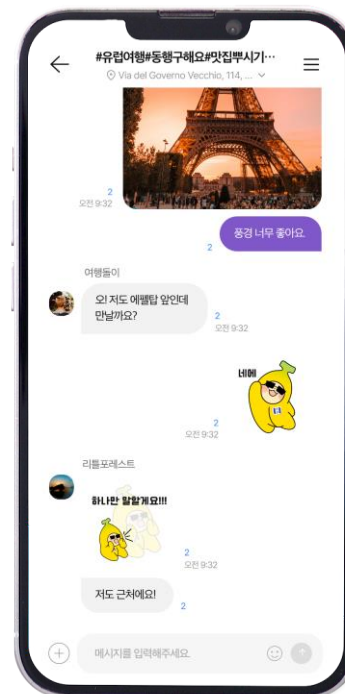 #유럽여행#동행구해요#맛집뿌시기…
Via del Governo Vecchio, 114, ...
2
오전 9:32
풍경 너무 좋아요.
2
여행돌이
오! 저도 에펠탑 앞인데
만날까요?
2
오전 9:32
네에
2
오전 9:32
리틀포레스트
하나만 말할게요!!!
2
오전 9:32
저도 근처에요!
2
메시지를 입력해주세요.